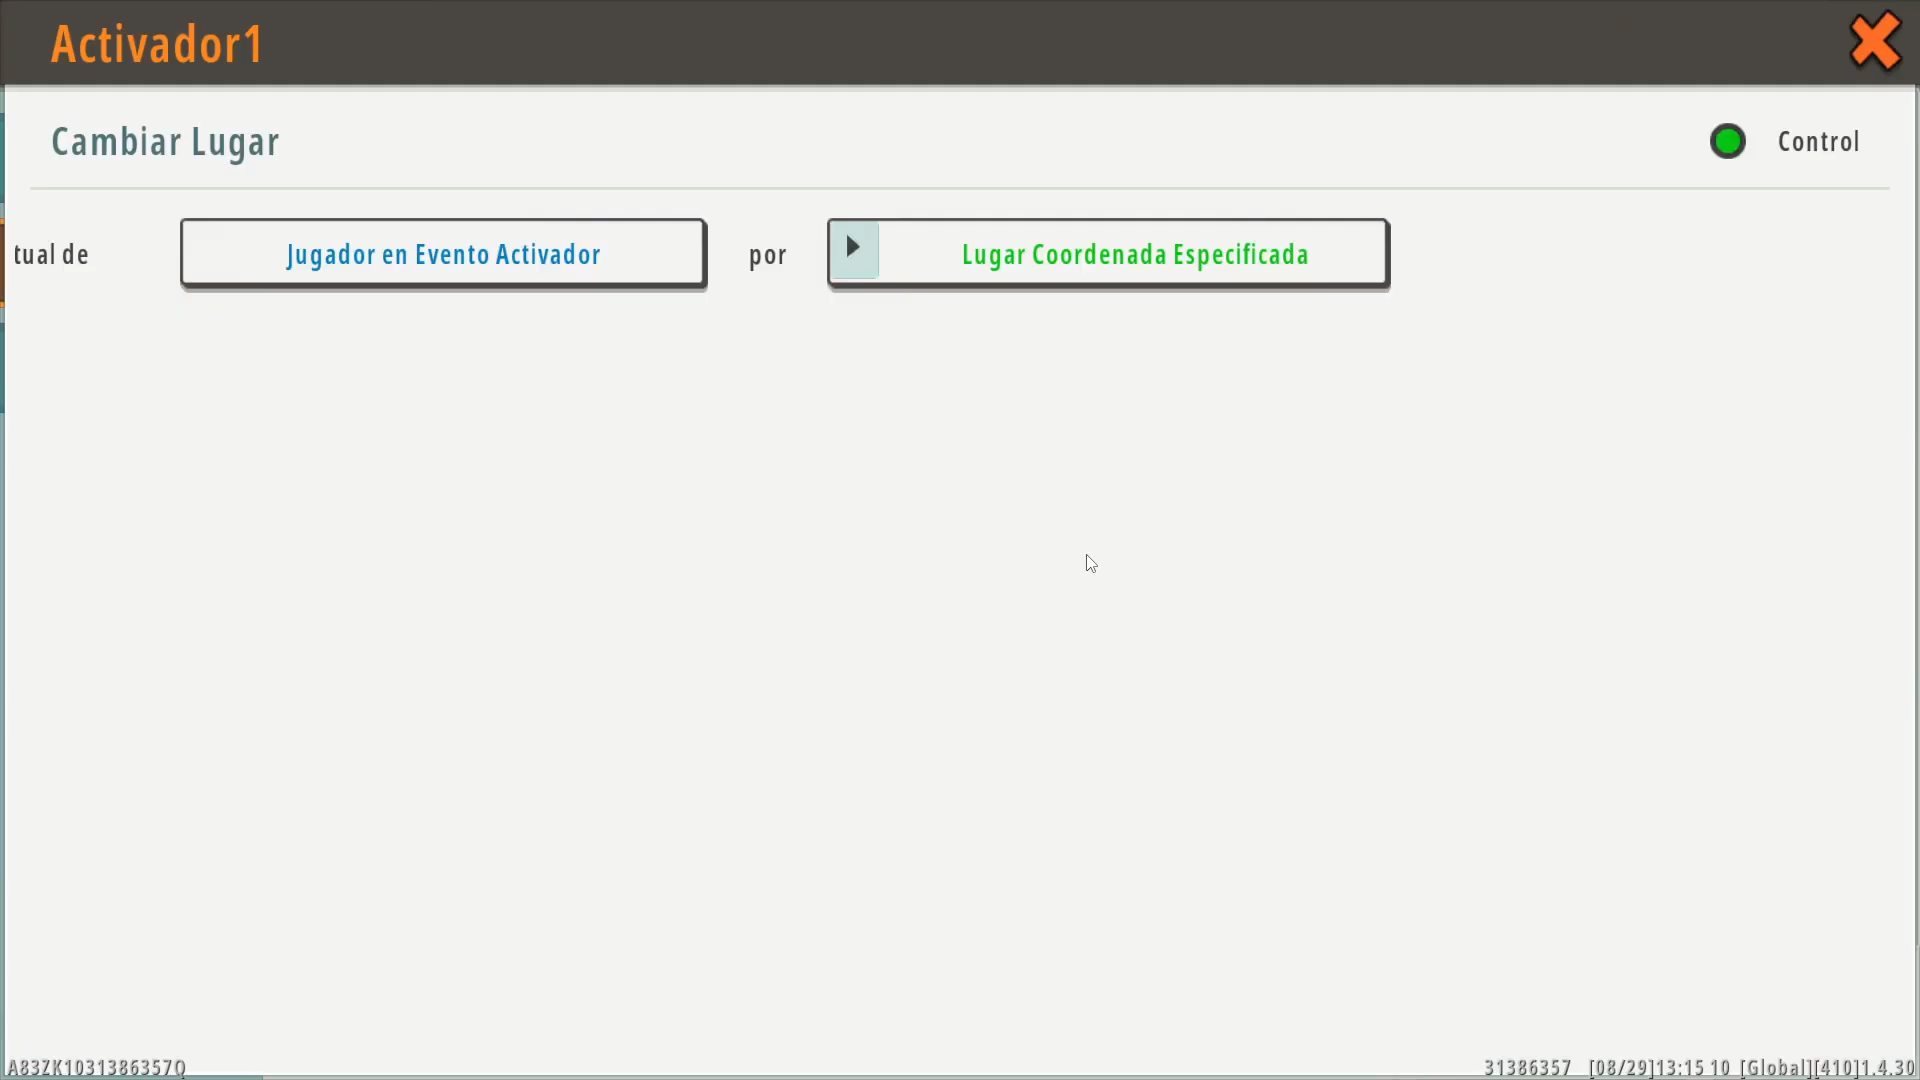 Activador1
Cambiar Lugar
Control
tual de
Jugador en Evento Activador
por
Lugar Coordenada Especificada
A83ZK1031386357Q
31386357 [08/29]13:15 10 [Global][410]1.4.30